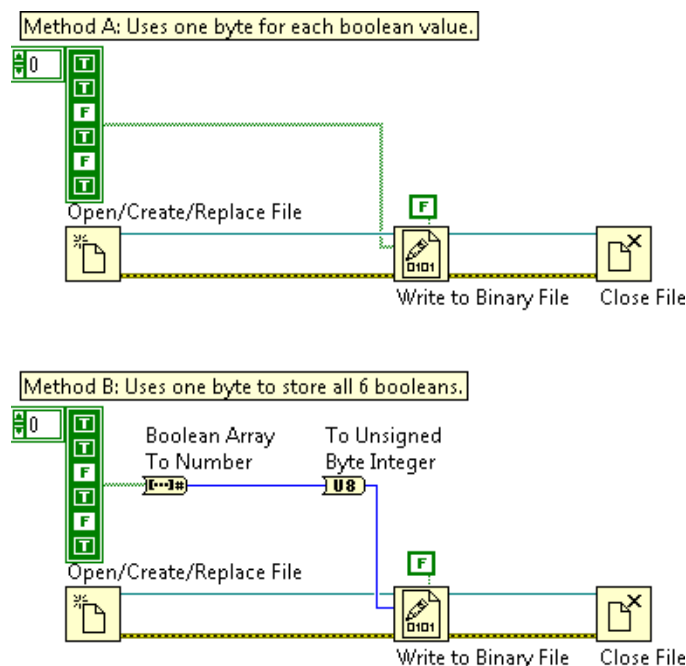 Method A: Uses one byte for each boolean value.
0
T
T
F
T
F
T
Open/Create/Replace File
F
0101
Write to Binary File
Close File
Method B: Uses one byte to store all 6 booleans.
0
T
T
F
T
F
T
Boolean Array
To Number
To Unsigned
Byte Integer
[...]#
U8
Open/Create/Replace File
F
0101
Write to Binary File
Close File